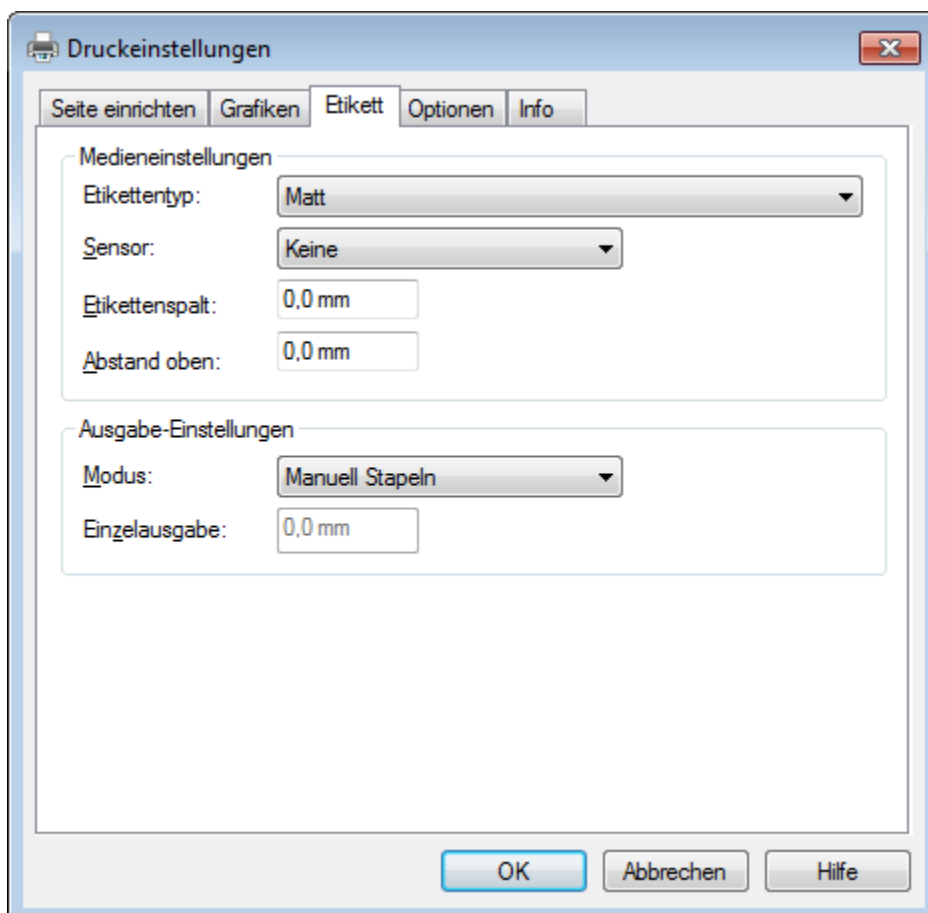 Druckeinstellungen
Seite einrichten Grafiken Etikett Optionen Info
Medieneinstellungen
Etikettentyp: Matt
Sensor: Keine
Etikettenspalt: 0,0 mm
Abstand oben: 0,0 mm
Ausgabe-Einstellungen
Modus: Manuell Stapeln
Einzelausgabe: 0,0 mm
OK Abbrechen Hilfe